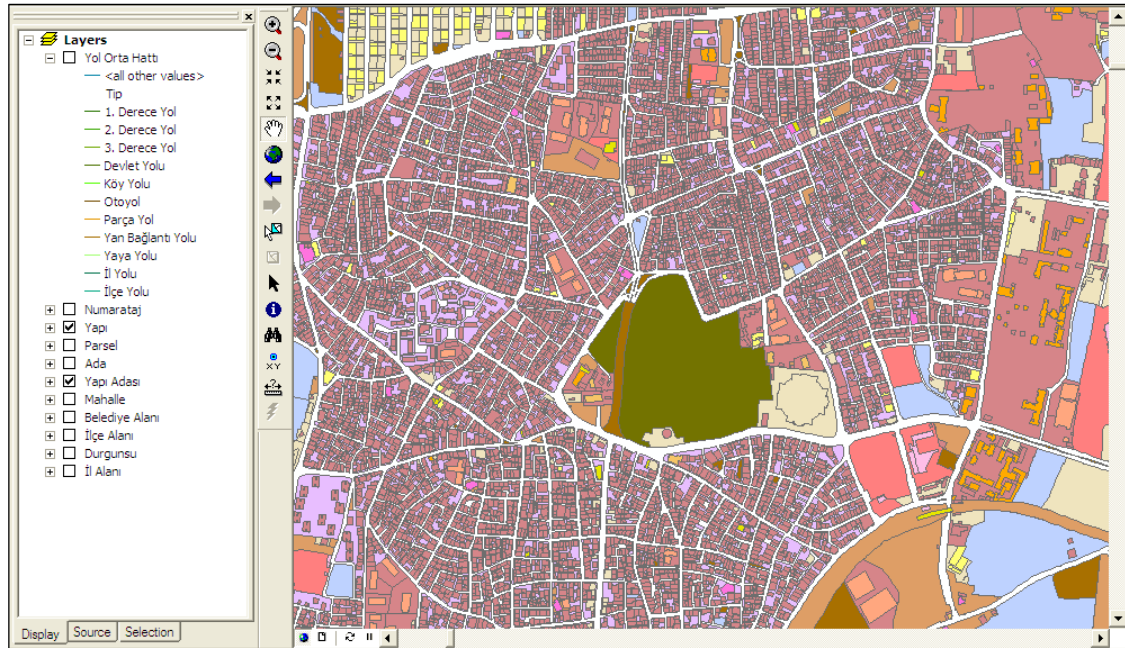 Layers
Yol Orta Hattı
<all other values>
Tip
1. Derece Yol
2. Derece Yol
3. Derece Yol
Devlet Yolu
Köy Yolu
Otoyol
Parça Yol
Yan Bağlantı Yolu
Yaya Yolu
İl Yolu
İlçe Yolu
Numarataj
Yapı
Parsel
Ada
Yapı Adası
Mahalle
Belediye Alanı
İlçe Alanı
Durgunsu
İl Alanı
Display Source Selection
XY